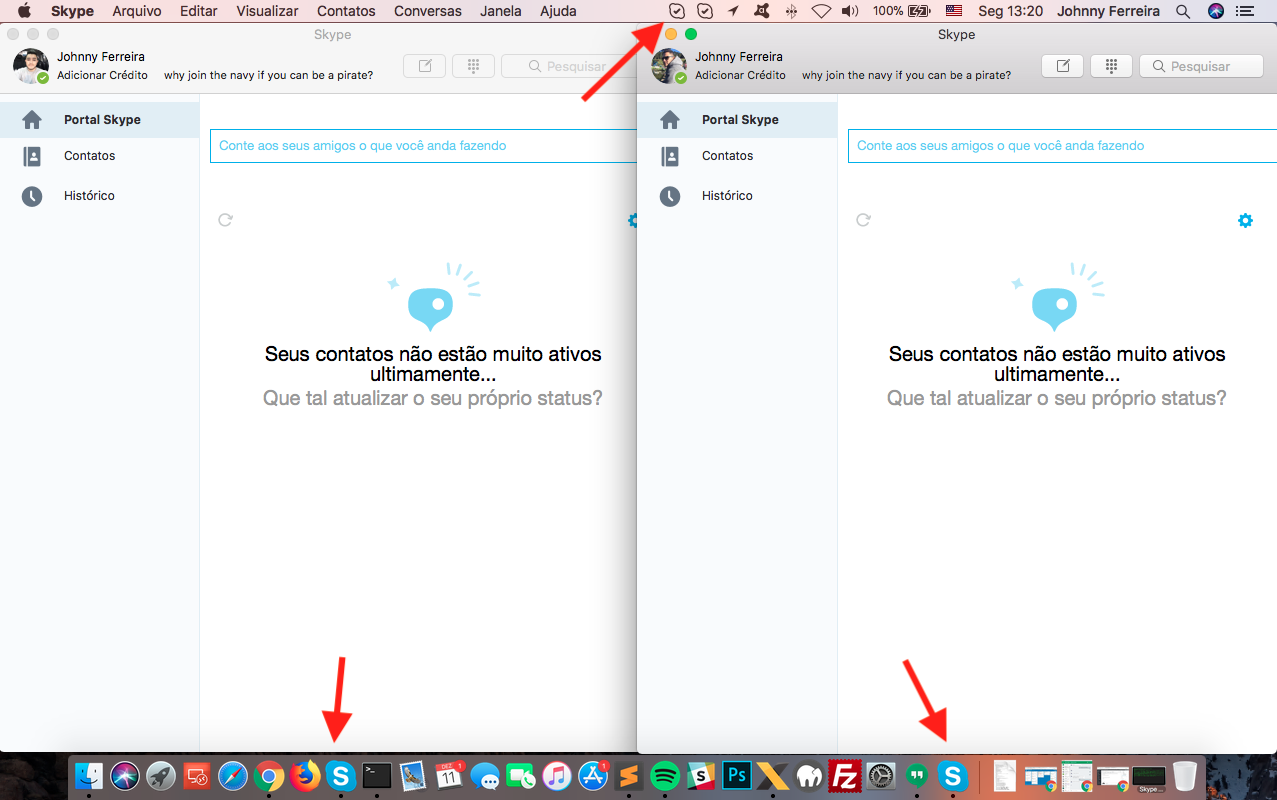 Skype Arquivo Editar Visualizar Contatos Conversas Janela Ajuda 100% Seg 13:20 Johnny Ferreira
Skype
Johnny Ferreira
Adicionar Crédito why join the navy if you can be a pirate? Pesquisar
Portal Skype
Contatos
Histórico
Conte aos seus amigos o que você anda fazendo
Seus contatos não estão muito ativos
ultimamente...
Que tal atualizar o seu próprio status?
Skype
Johnny Ferreira
Adicionar Crédito why join the navy if you can be a pirate? Pesquisar
Portal Skype
Contatos
Histórico
Conte aos seus amigos o que você anda fazendo
Seus contatos não estão muito ativos
ultimamente...
Que tal atualizar o seu próprio status?
S >_ DEZ 11 1 1 S S Ps X Fz S Skype...